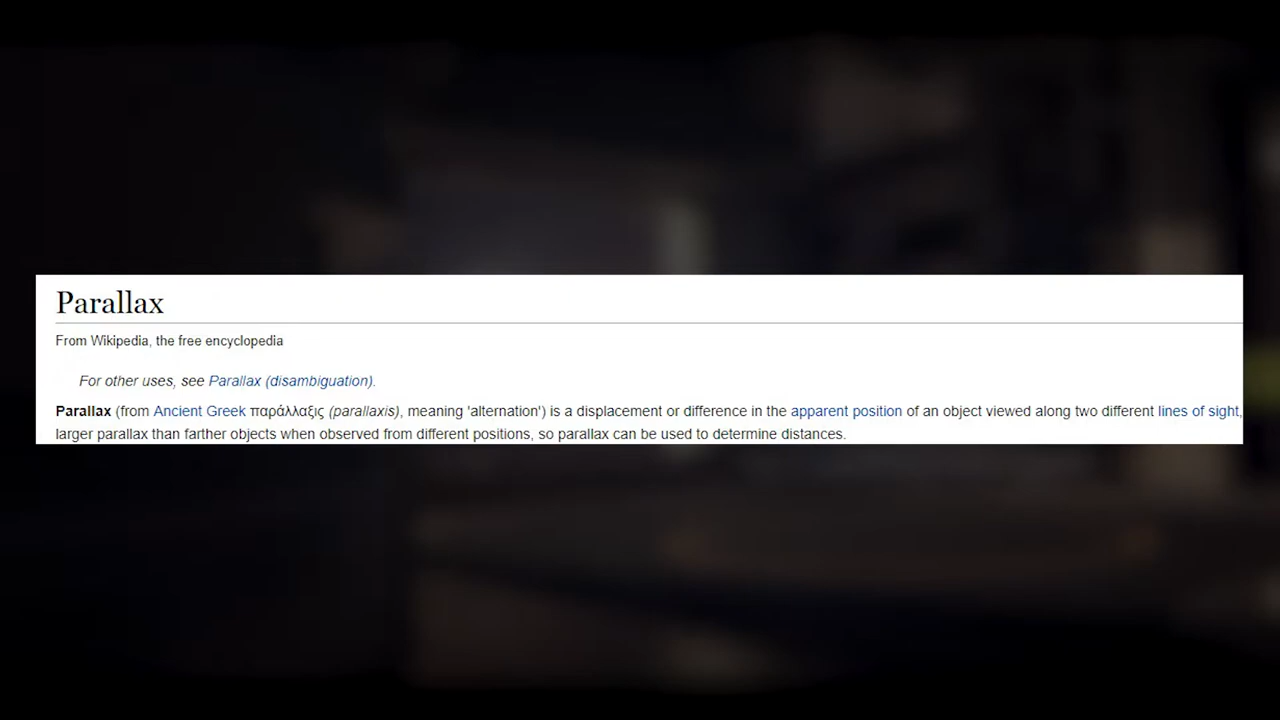 Parallax
From Wikipedia, the free encyclopedia
For other uses, see Parallax (disambiguation).
Parallax (from Ancient Greek παράλλαξις (parallaxis), meaning 'alternation') is a displacement or difference in the apparent position of an object viewed along two different lines of sight,
larger parallax than farther objects when observed from different positions, so parallax can be used to determine distances.